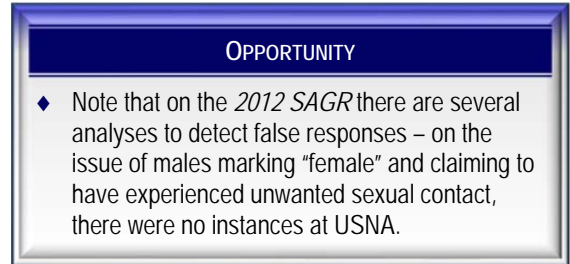 OPPORTUNITY
♦ Note that on the 2012 SAGR there are several
analyses to detect false responses – on the
issue of males marking “female” and claiming to
have experienced unwanted sexual contact,
there were no instances at USNA.